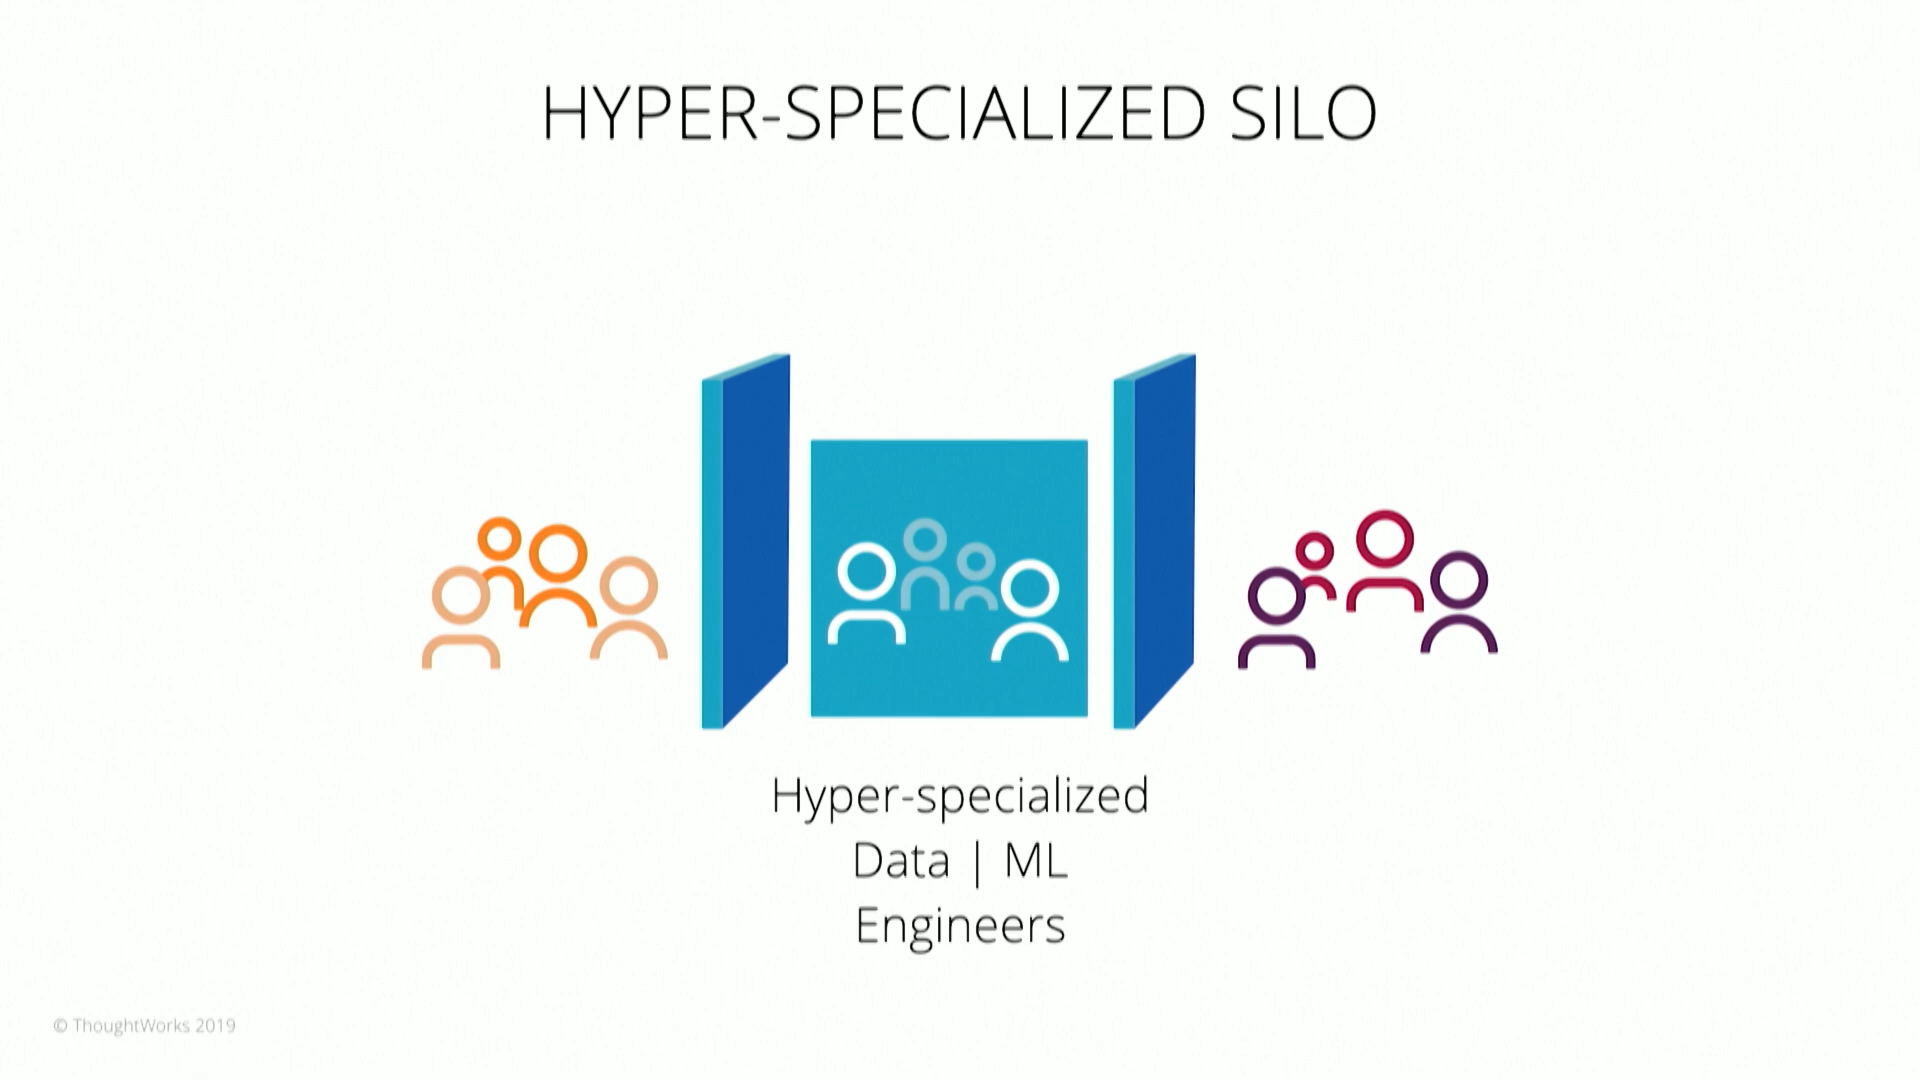 HYPER-SPECIALIZED SILO
Hyper-specialized
Data | ML
Engineers
© ThoughtWorks 2019